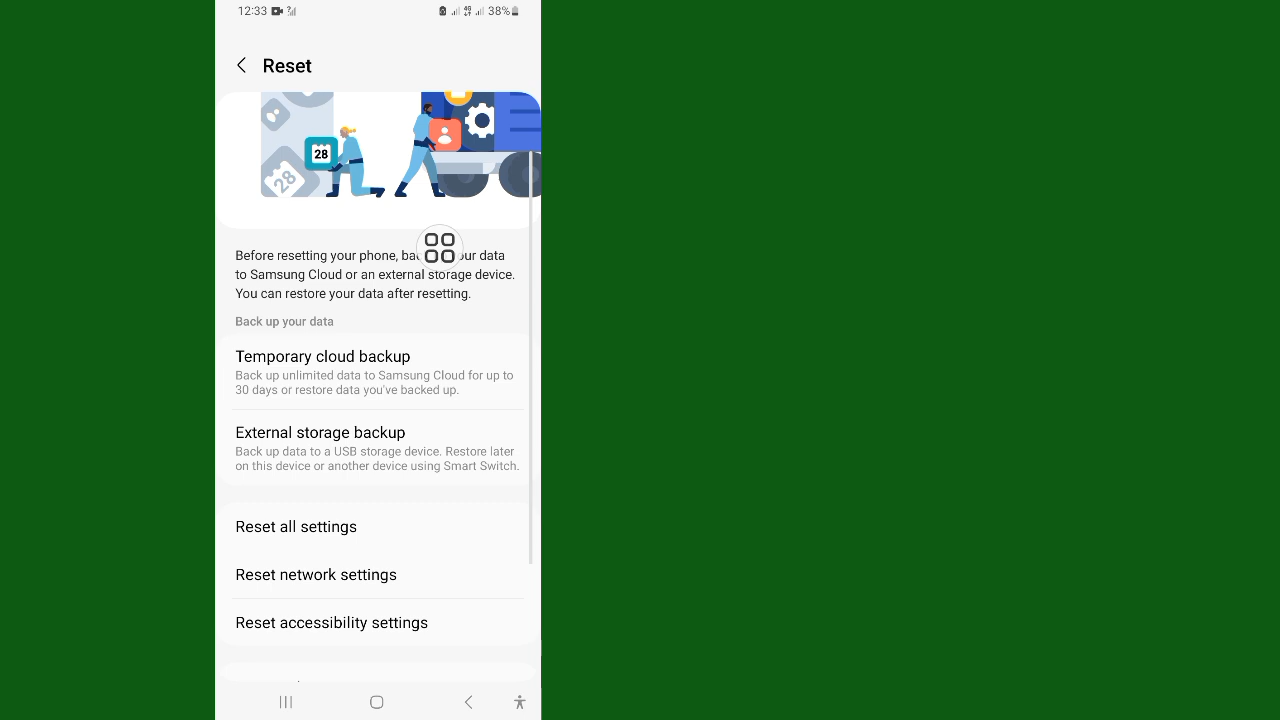 12:33 38%
Reset
28
28
Before resetting your phone, your data
to Samsung Cloud or an external storage device.
You can restore your data after resetting.
Back up your data
Temporary cloud backup
Back up unlimited data to Samsung Cloud for up to
30 days or restore data you've backed up.
External storage backup
Back up data to a USB storage device. Restore later
on this device or another device using Smart Switch.
Reset all settings
Reset network settings
Reset accessibility settings